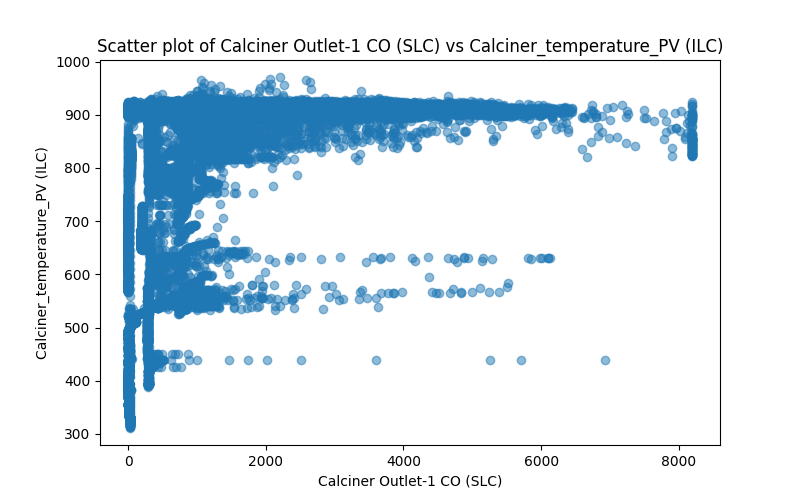 Scatter plot of Calciner Outlet-1 CO (SLC) vs Calciner_temperature_PV (ILC)
1000
900
800
700
600
500
400
300
Calciner_temperature_PV (ILC)
0 2000 4000 6000 8000
Calciner Outlet-1 CO (SLC)